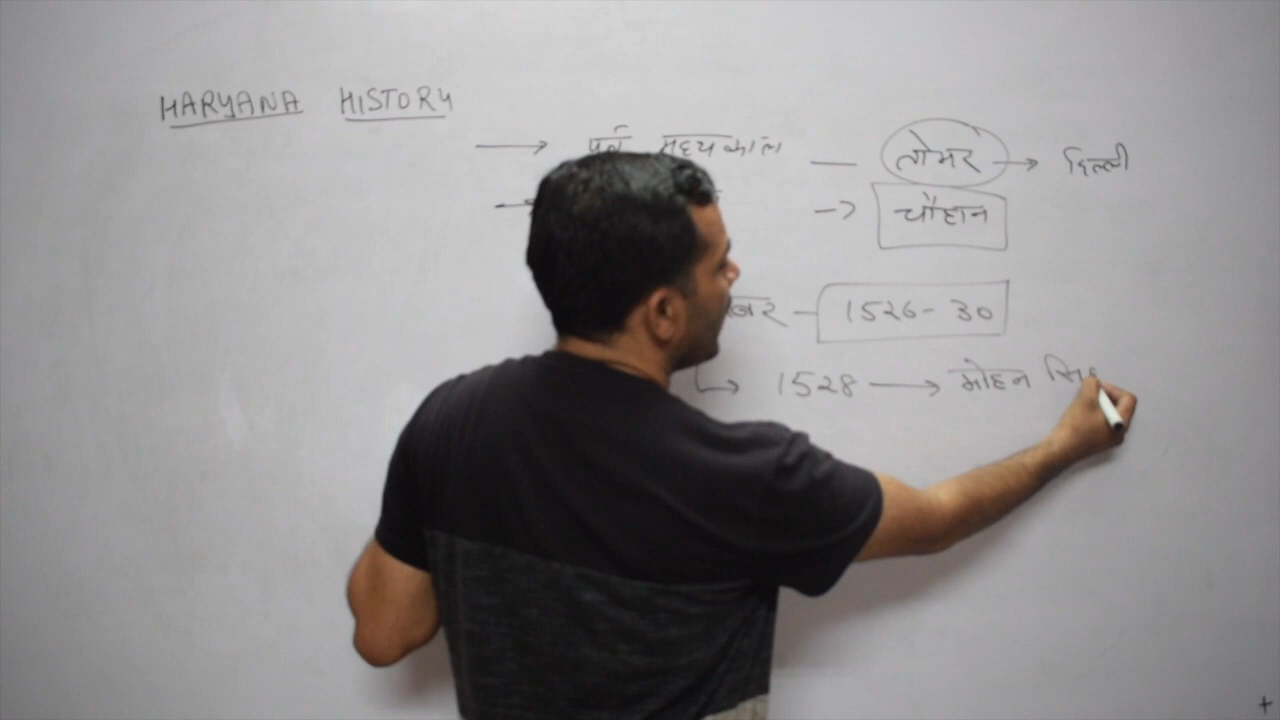 HARYANA HISTORY
→ पूर्व मध्यकाल — तोमर → दिल्ली
→ चौहान
1526- 30
1528 → मोहन